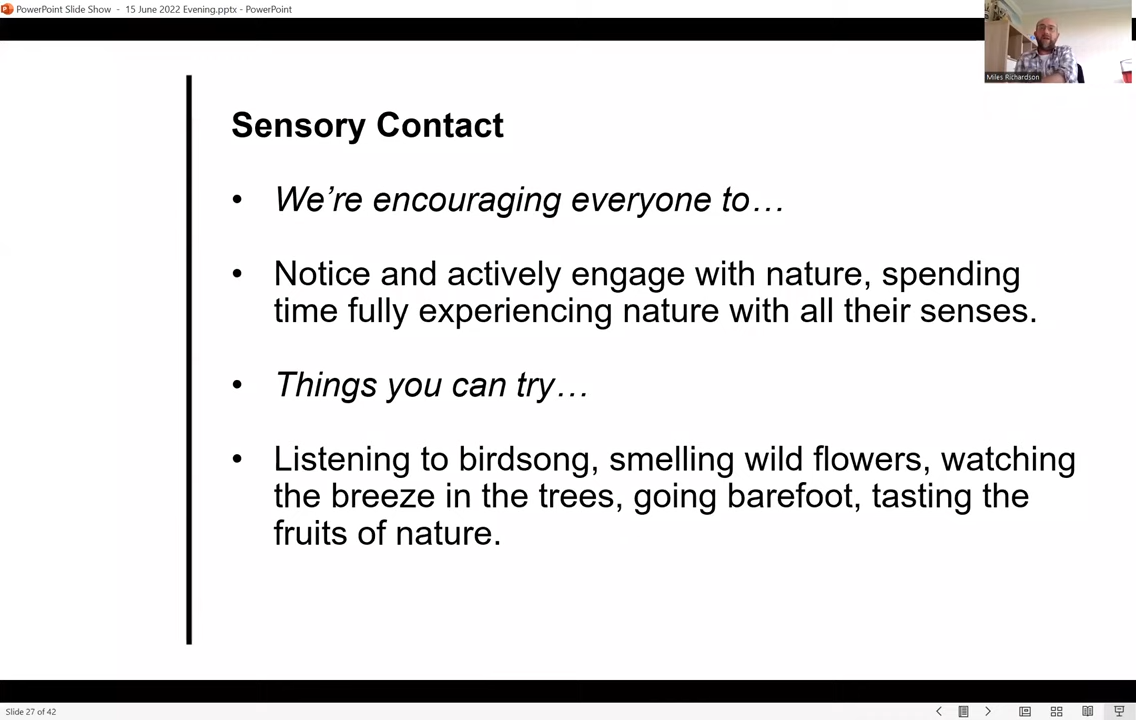 PowerPoint Slide Show - 15 June 2022 Evening.pptx - PowerPoint
Miles Richardson
Sensory Contact
• We’re encouraging everyone to…
• Notice and actively engage with nature, spending
time fully experiencing nature with all their senses.
• Things you can try…
• Listening to birdsong, smelling wild flowers, watching
the breeze in the trees, going barefoot, tasting the
fruits of nature.
Slide 27 of 42